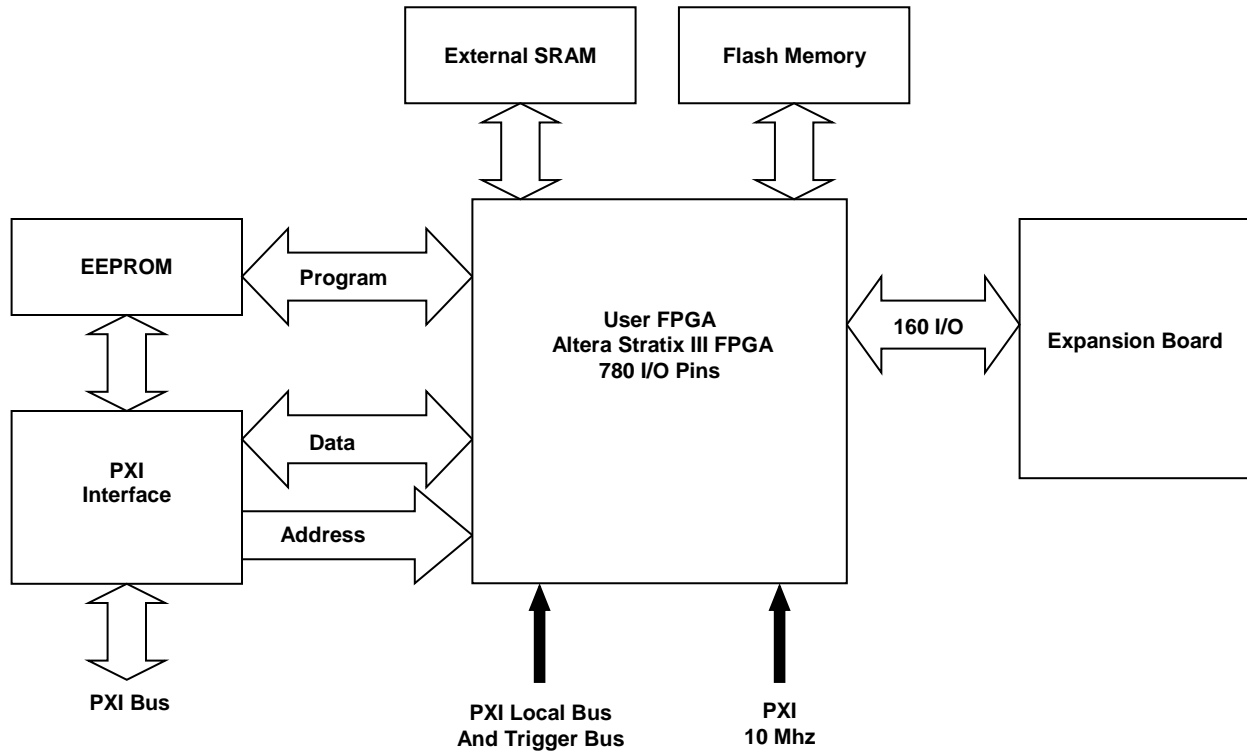 External SRAM
Flash Memory
EEPROM
Program
User FPGA
Altera Stratix III FPGA
780 I/O Pins
160 I/O
Expansion Board
Data
PXI
Interface
Address
PXI Bus
PXI Local Bus
And Trigger Bus
PXI
10 Mhz